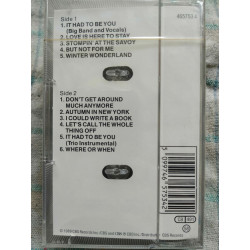 Side 1
1. IT HAD TO BE YOU
(Big Band and Vocals)
2. LOVE IS HERE TO STAY
3. STOMPIN' AT THE SAVOY
4. BUT NOT FOR ME
5. WINTER WONDERLAND
Side 2
1. DON'T GET AROUND
MUCH ANYMORE
2. AUTUMN IN NEW YORK
3. I COULD WRITE A BOOK
4. LET'S CALL THE WHOLE
THING OFF
5. IT HAD TO BE YOU
(Trio Instrumental)
6. WHERE OR WHEN
5 099746 575342